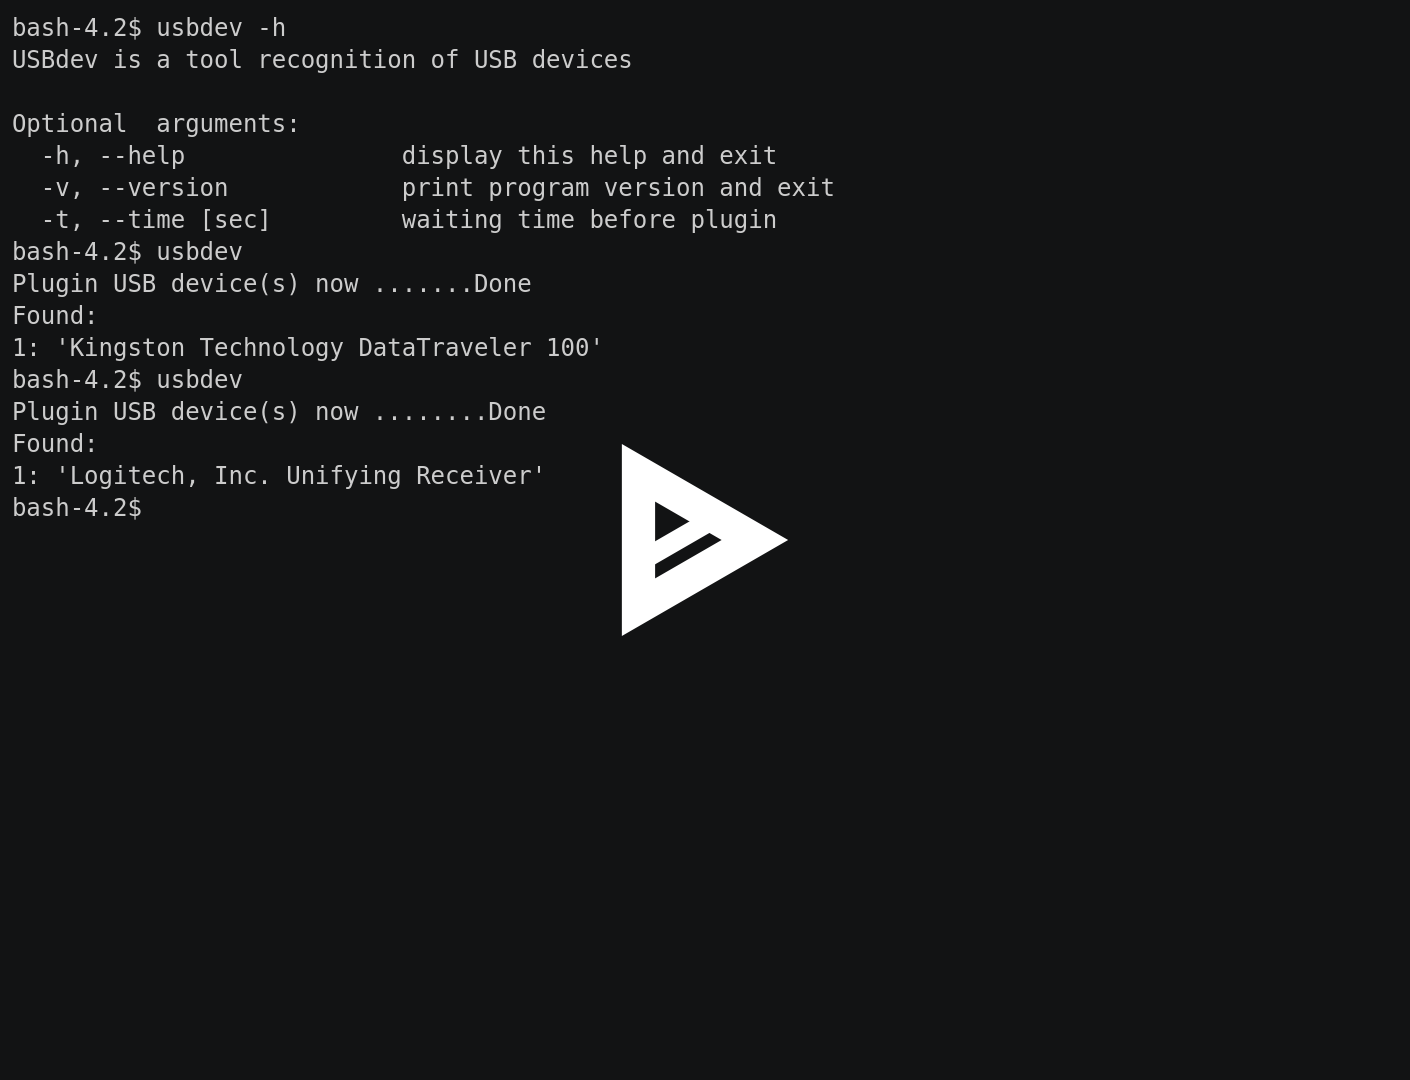 bash-4.2$ usbdev -h
USBdev is a tool recognition of USB devices

Optional  arguments:
  -h, --help               display this help and exit
  -v, --version            print program version and exit
  -t, --time [sec]         waiting time before plugin
bash-4.2$ usbdev
Plugin USB device(s) now .......Done
Found:
1: 'Kingston Technology DataTraveler 100'
bash-4.2$ usbdev
Plugin USB device(s) now ........Done
Found:
1: 'Logitech, Inc. Unifying Receiver'
bash-4.2$